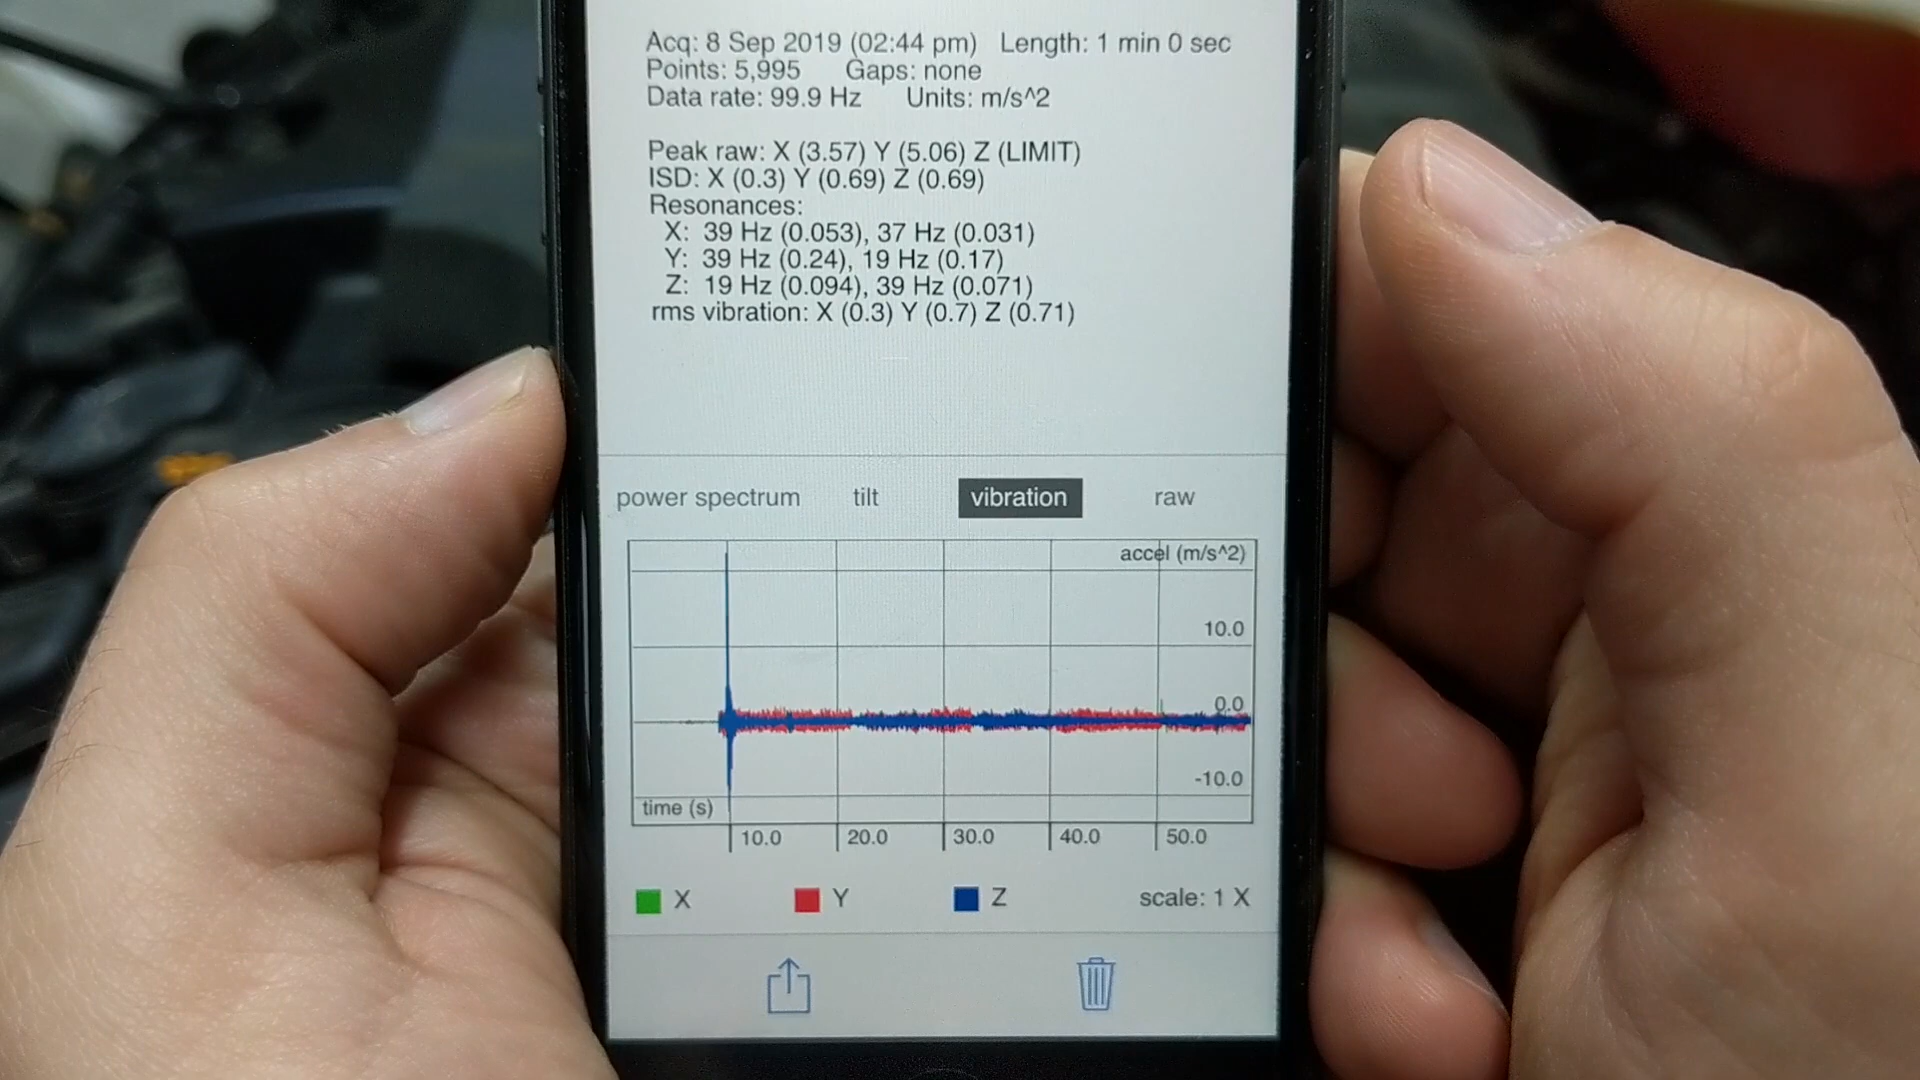 Acq: 8 Sep 2019 (02:44 pm) Length: 1 min 0 sec
Points: 5,995 Gaps: none
Data rate: 99.9 Hz Units: m/s^2
Peak raw: X (3.57) Y (5.06) Z (LIMIT)
ISD: X (0.3) Y (0.69) Z (0.69)
Resonances:
X: 39 Hz (0.053), 37 Hz (0.031)
Y: 39 Hz (0.24), 19 Hz (0.17)
Z: 19 Hz (0.094), 39 Hz (0.071)
rms vibration: X (0.3) Y (0.7) Z (0.71)
power spectrum tilt vibration raw
accel (m/s^2)
10.0
0.0
-10.0
time (s)
10.0 20.0 30.0 40.0 50.0
X Y Z scale: 1 X